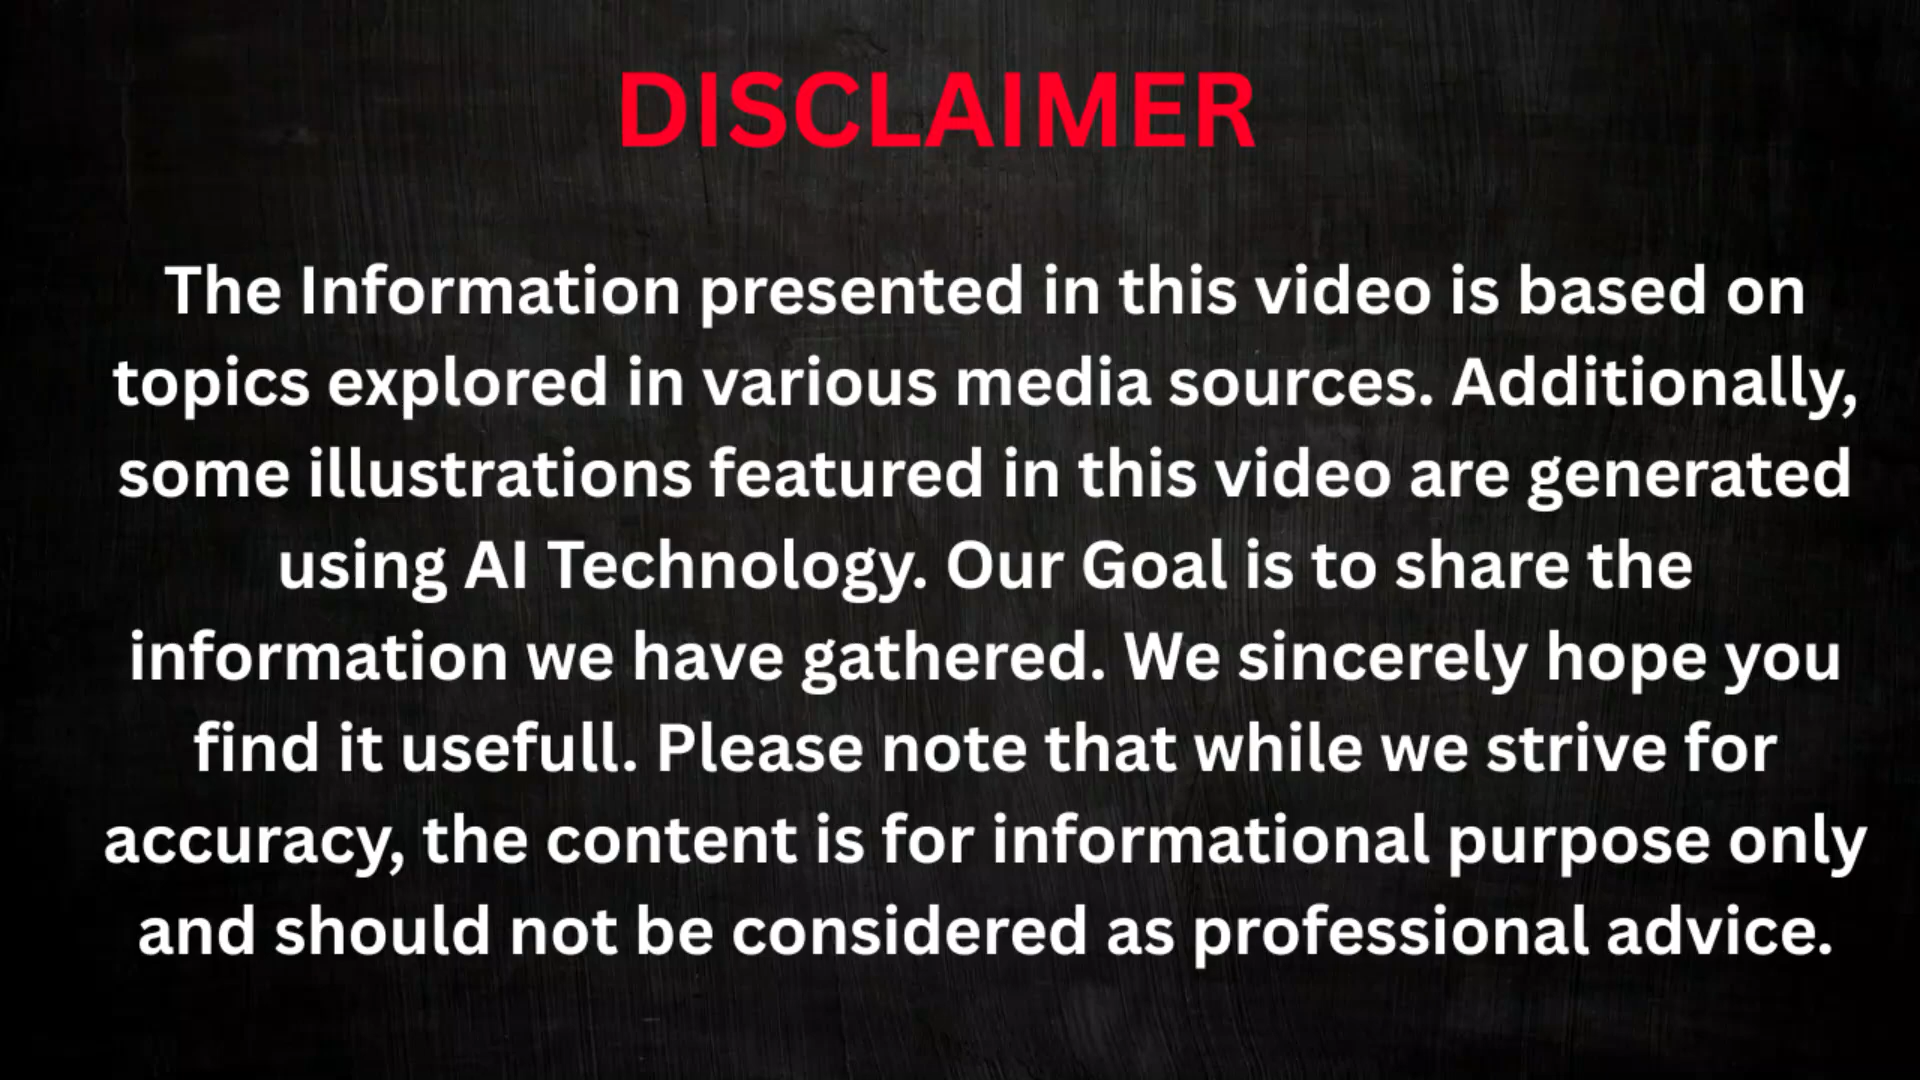 DISCLAIMER
The Information presented in this video is based on
topics explored in various media sources. Additionally,
some illustrations featured in this video are generated
using AI Technology. Our Goal is to share the
information we have gathered. We sincerely hope you
find it usefull. Please note that while we strive for
accuracy, the content is for informational purpose only
and should not be considered as professional advice.